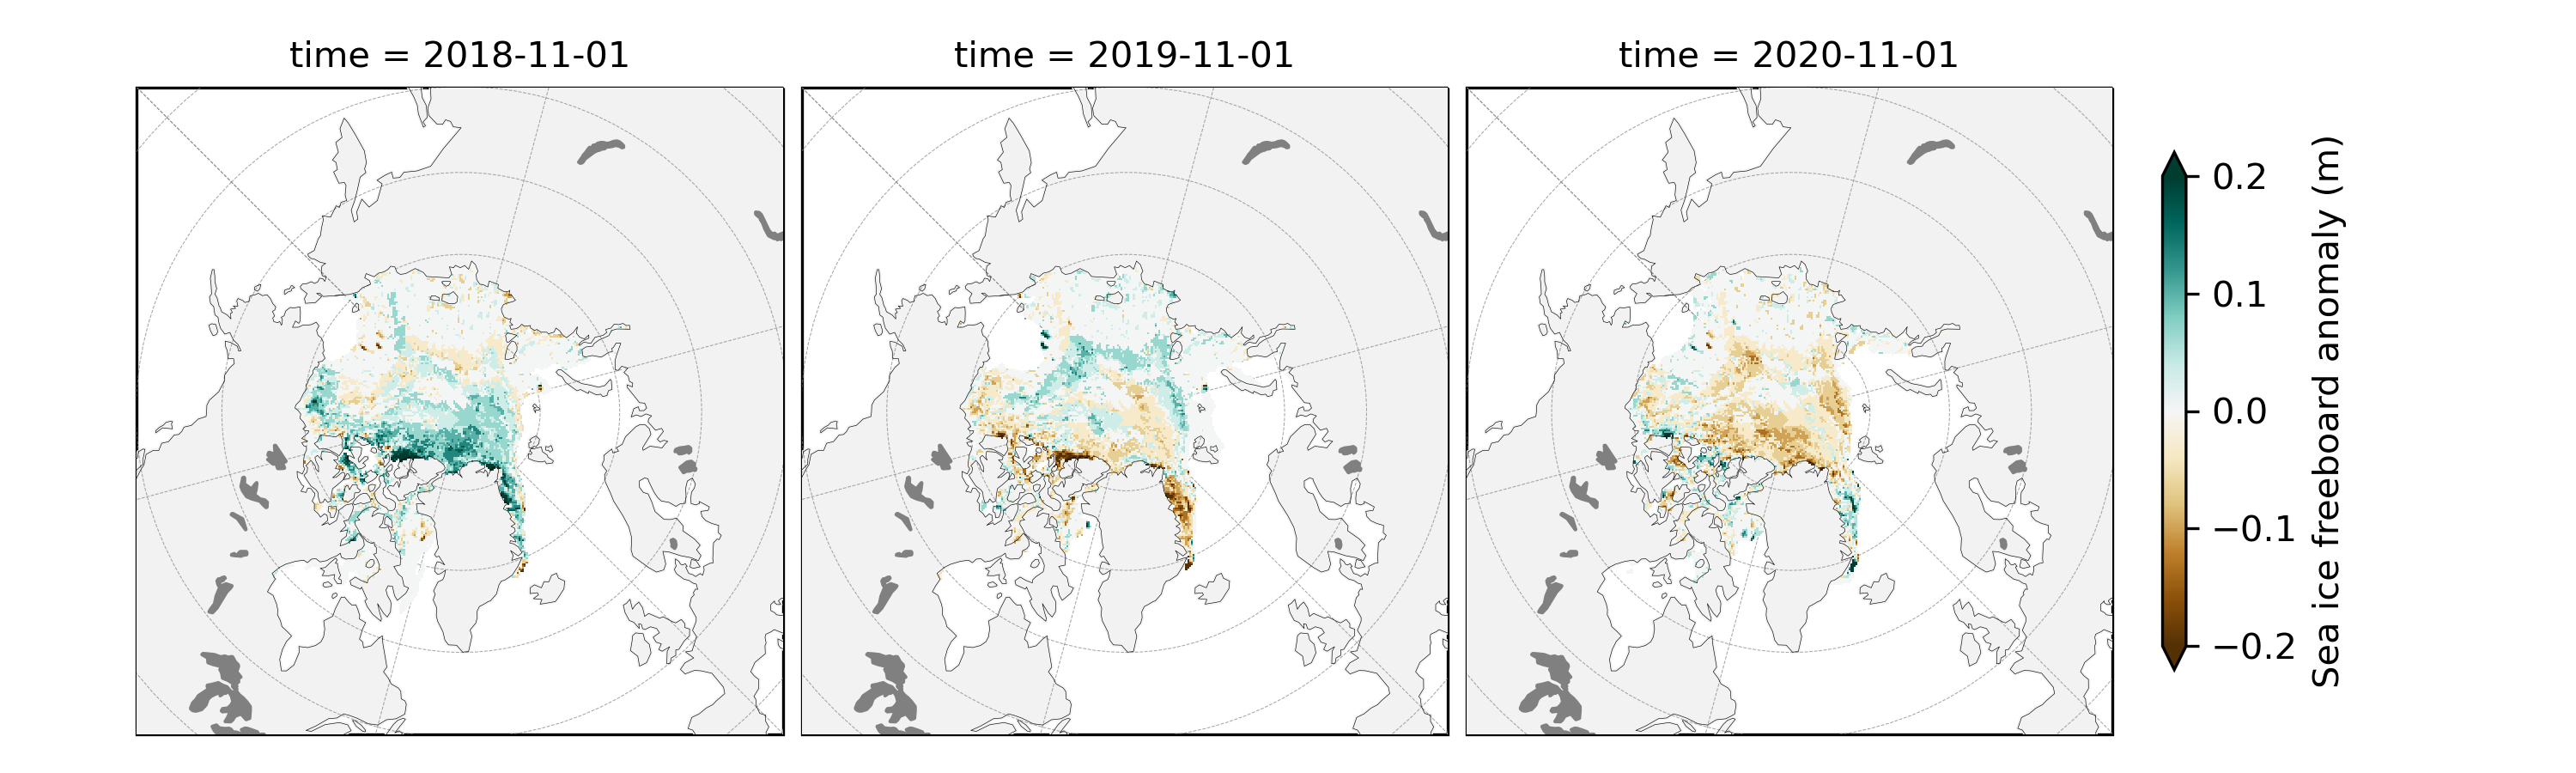 time = 2018-11-01
time = 2019-11-01
time = 2020-11-01
0.2
0.1
0.0
−0.1
−0.2
Sea ice freeboard anomaly (m)